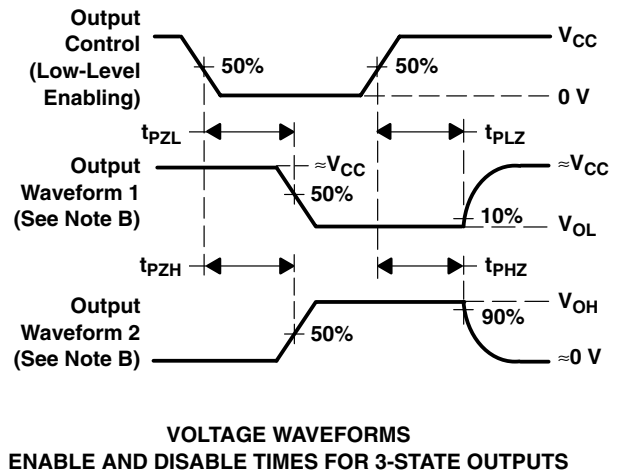 Output
Control
(Low-Level
Enabling)
50%
50%
VCC
0 V
tPZL
tPLZ
Output
Waveform 1
(See Note B)
≈VCC
50%
≈VCC
10%
VOL
tPZH
tPHZ
Output
Waveform 2
(See Note B)
50%
VOH
90%
≈0 V
VOLTAGE WAVEFORMS
ENABLE AND DISABLE TIMES FOR 3-STATE OUTPUTS